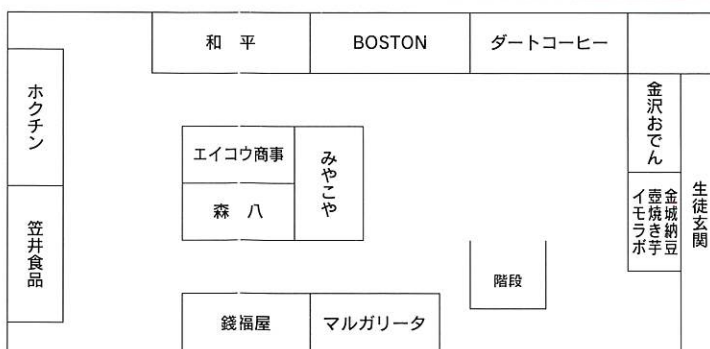 和 平
BOSTON
ダートコーヒー
ホクチン
金沢おでん
エイコウ商事
みやこや
森 八
笠井食品
金城納豆
壺焼き芋
イモラボ
生徒玄関
階段
錢福屋
マルガリータ